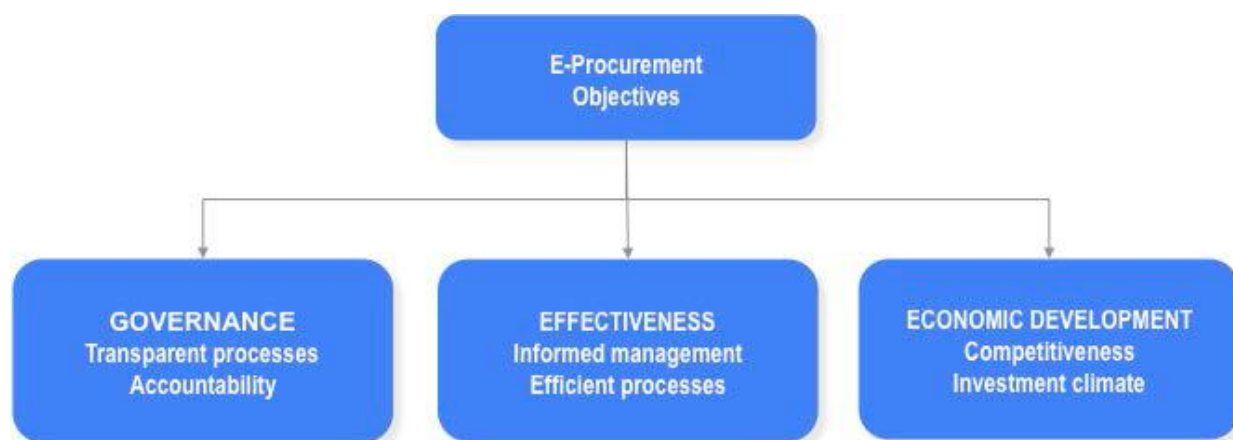 E-Procurement
Objectives
GOVERNANCE
Transparent processes
Accountability
EFFECTIVENESS
Informed management
Efficient processes
ECONOMIC DEVELOPMENT
Competitiveness
Investment climate